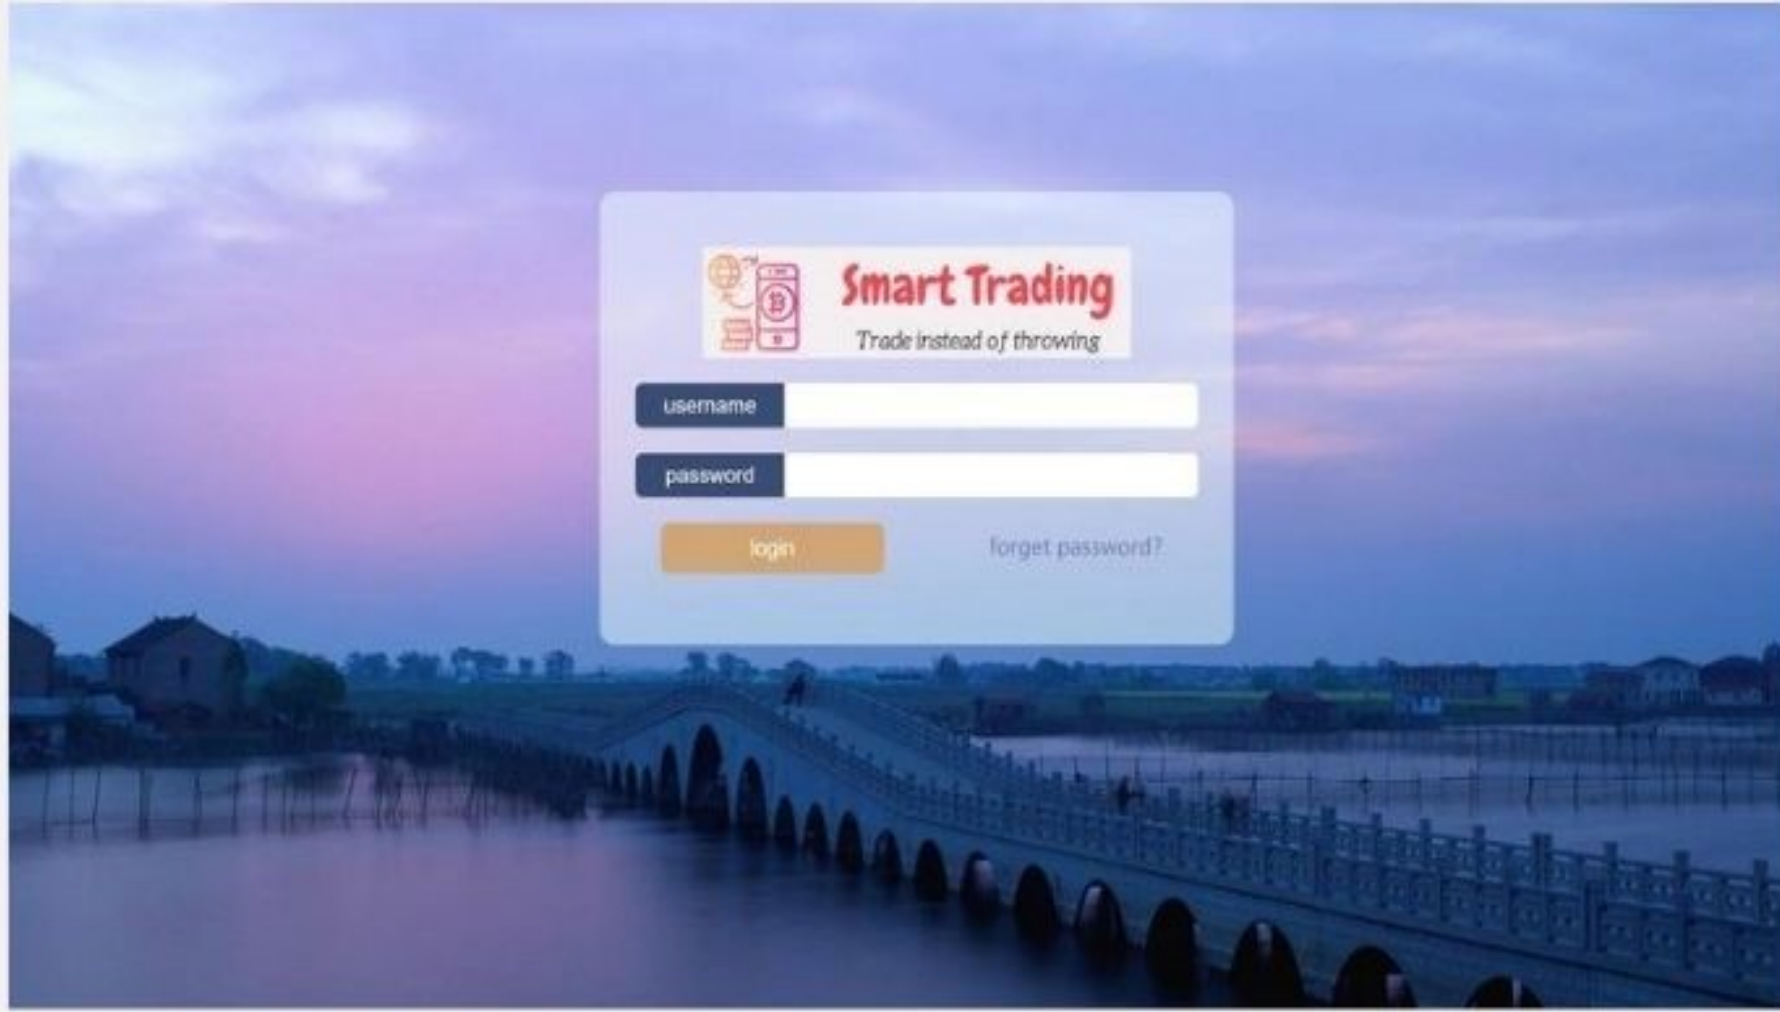 Smart Trading
Trade instead of throwing
username
password
login
forget password?